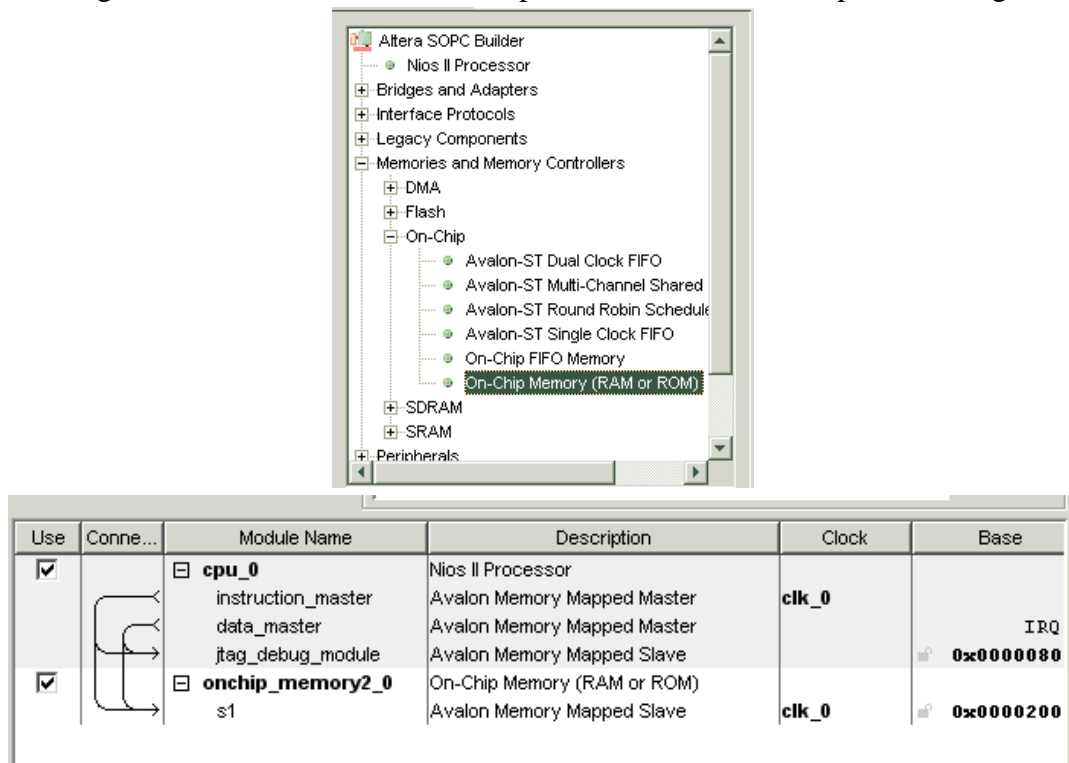 Altera SOPC Builder
Nios II Processor
Bridges and Adapters
Interface Protocols
Legacy Components
Memories and Memory Controllers
DMA
Flash
On-Chip
Avalon-ST Dual Clock FIFO
Avalon-ST Multi-Channel Shared
Avalon-ST Round Robin Schedule
Avalon-ST Single Clock FIFO
On-Chip FIFO Memory
On-Chip Memory (RAM or ROM)
SDRAM
SRAM
Peripherals
Use Conne... Module Name Description Clock Base
cpu_0 Nios II Processor
instruction_master Avalon Memory Mapped Master clk_0
data_master Avalon Memory Mapped Master IRQ
jtag_debug_module Avalon Memory Mapped Slave 0x0000080
onchip_memory2_0 On-Chip Memory (RAM or ROM)
s1 Avalon Memory Mapped Slave clk_0 0x0000200